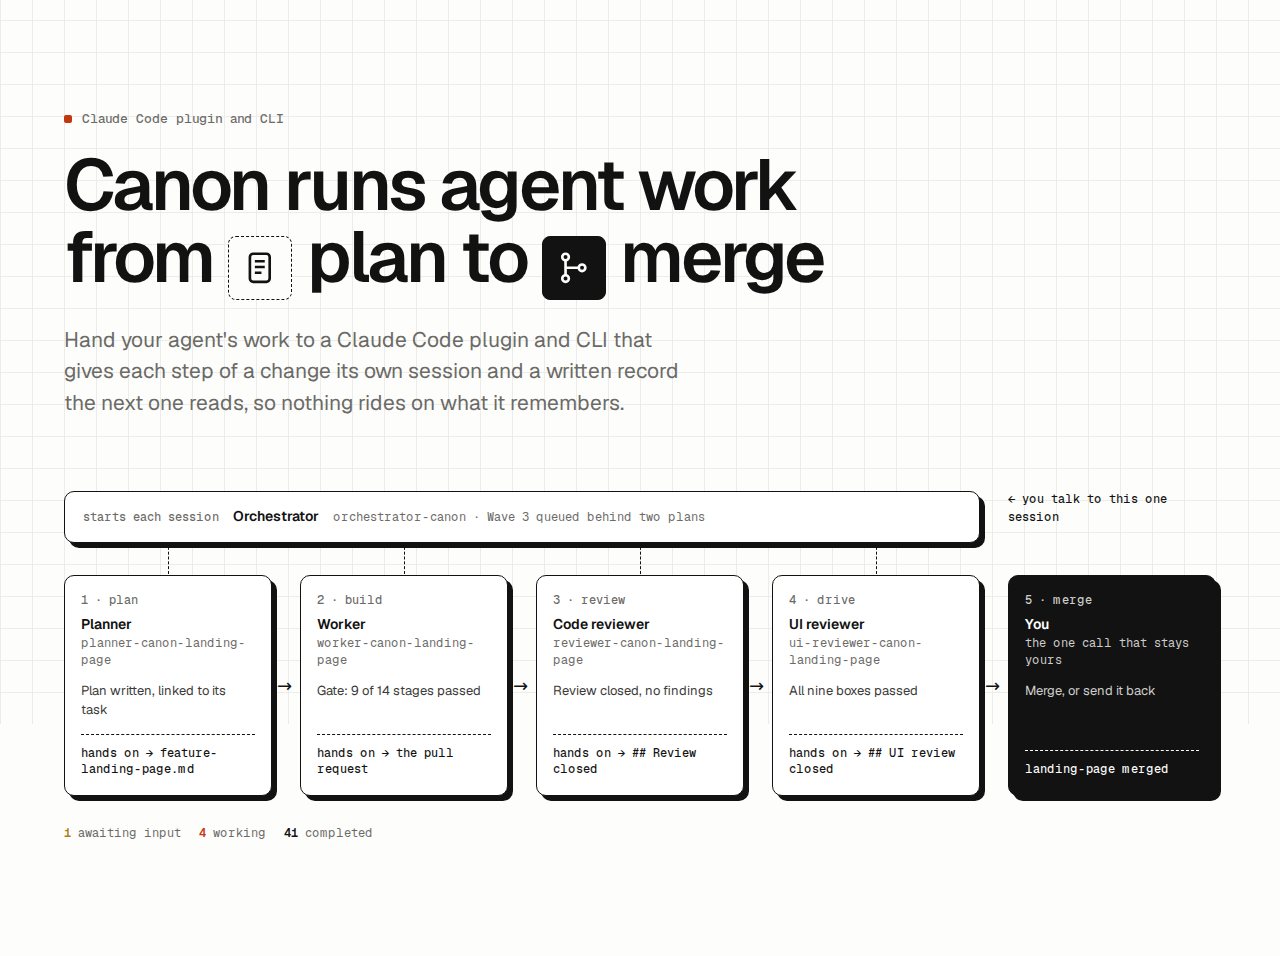 Claude Code plugin and CLI
Canon runs agent work
from plan to merge
Hand your agent's work to a Claude Code plugin and CLI that
gives each step of a change its own session and a written record
the next one reads, so nothing rides on what it remembers.
starts each session Orchestrator orchestrator-canon · Wave 3 queued behind two plans
← you talk to this one
session
1 · plan
Planner
planner-canon-landing-
page
Plan written, linked to its
task
hands on → feature-
landing-page.md
→
2 · build
Worker
worker-canon-landing-
page
Gate: 9 of 14 stages passed
hands on → the pull
request
→
3 · review
Code reviewer
reviewer-canon-landing-
page
Review closed, no findings
hands on → ## Review
closed
→
4 · drive
UI reviewer
ui-reviewer-canon-
landing-page
All nine boxes passed
hands on → ## UI review
closed
→
5 · merge
You
the one call that stays
yours
Merge, or send it back
landing-page merged
1 awaiting input 4 working 41 completed